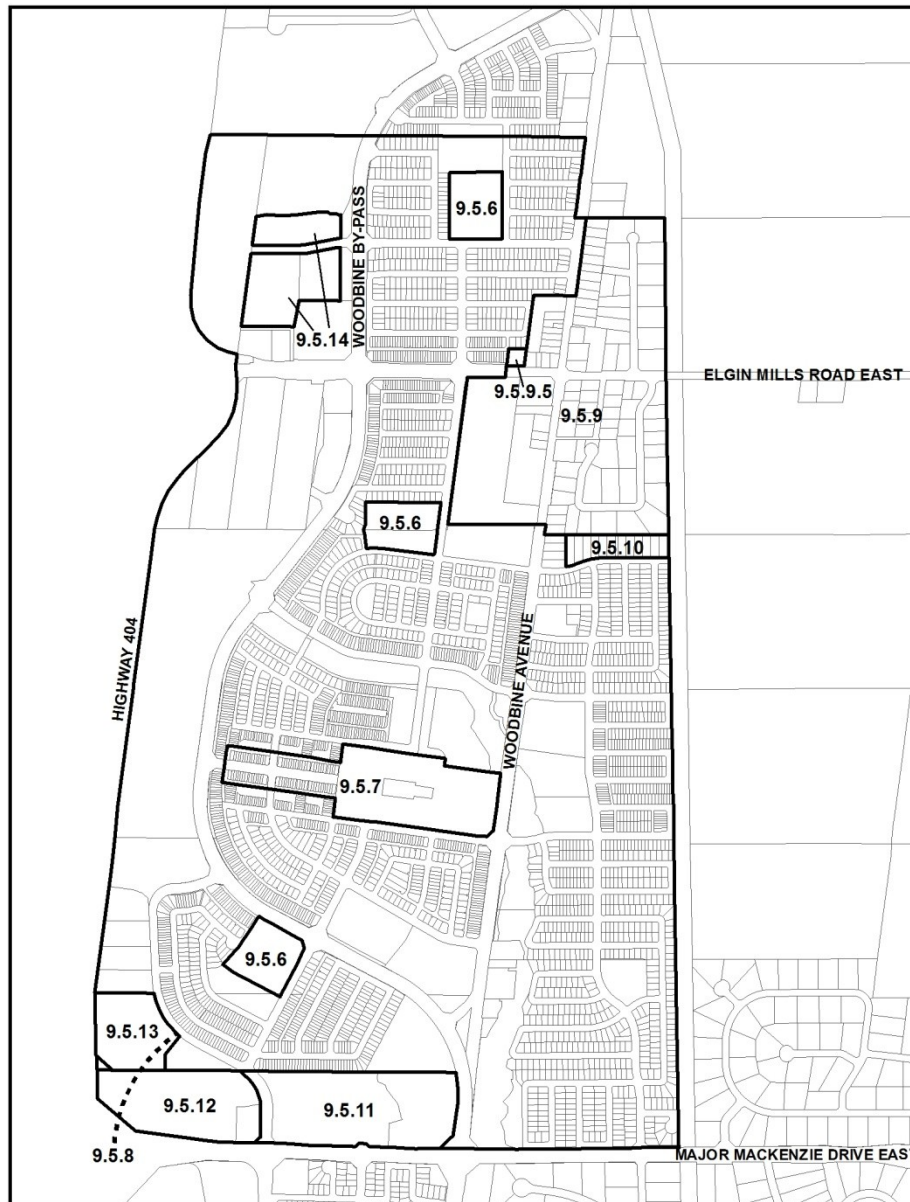 9.5.6
WOODBINE BY-PASS
9.5.14
ELGIN MILLS ROAD EAST
9.5.9.5
9.5.9
9.5.6
9.5.10
HIGHWAY 404
WOODBINE AVENUE
9.5.7
9.5.6
9.5.13
9.5.12
9.5.11
9.5.8
MAJOR MACKENZIE DRIVE EAST